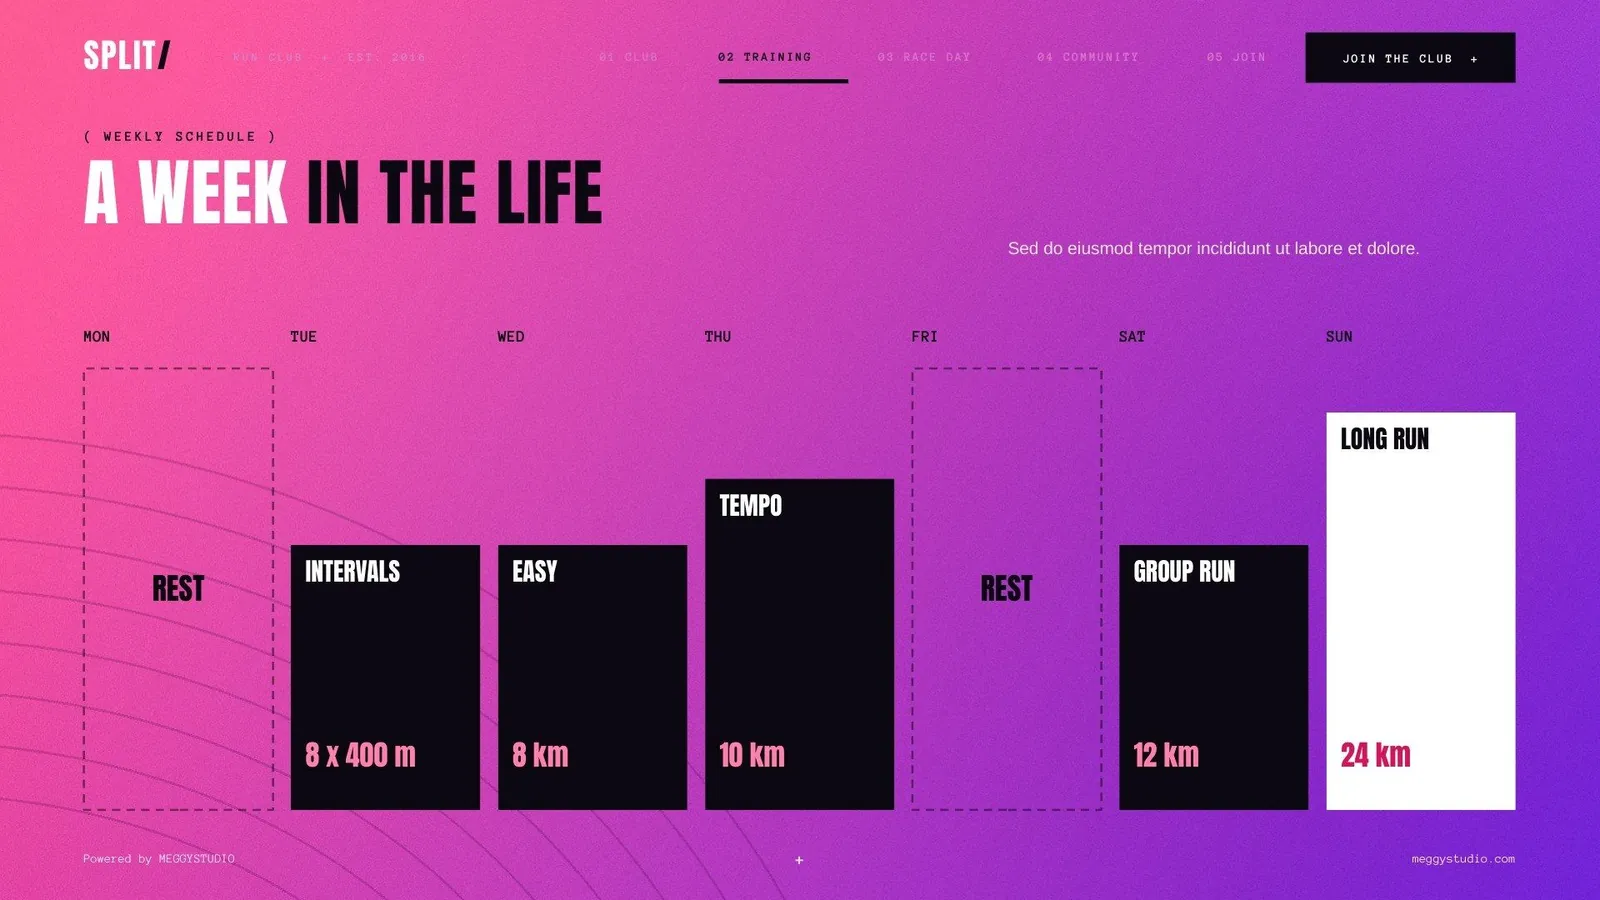 SPLIT/
RUN CLUB + EST. 2016
01 CLUB
02 TRAINING
03 RACE DAY
04 COMMUNITY
05 JOIN
JOIN THE CLUB +
( WEEKLY SCHEDULE )
A WEEK IN THE LIFE
Sed do eiusmod tempor incididunt ut labore et dolore.
MON
TUE
WED
THU
FRI
SAT
SUN
REST
INTERVALS
8 x 400 m
EASY
8 km
TEMPO
10 km
REST
GROUP RUN
12 km
LONG RUN
24 km
Powered by MEGGYSTUDIO
+
meggystudio.com